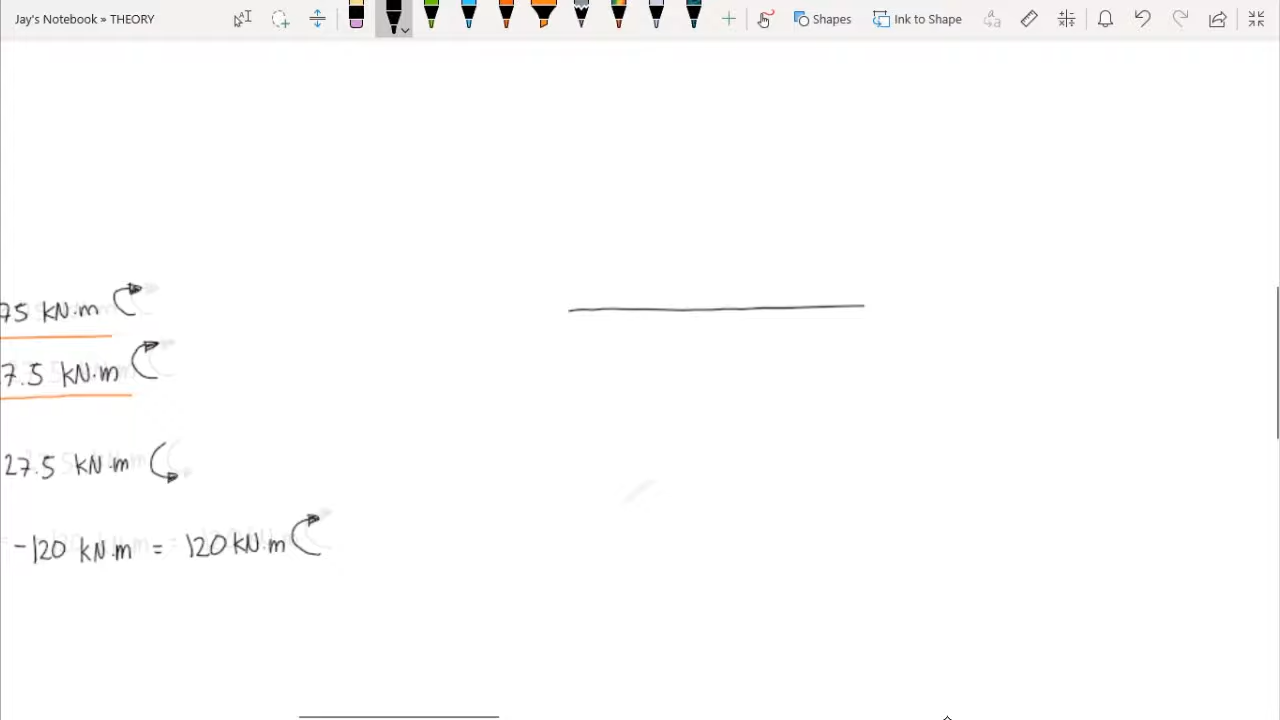 Jay's Notebook » THEORY
Shapes
Ink to Shape
75 kN·m
7.5 kN·m
27.5 kN·m
-120 kN·m = 120 kN·m